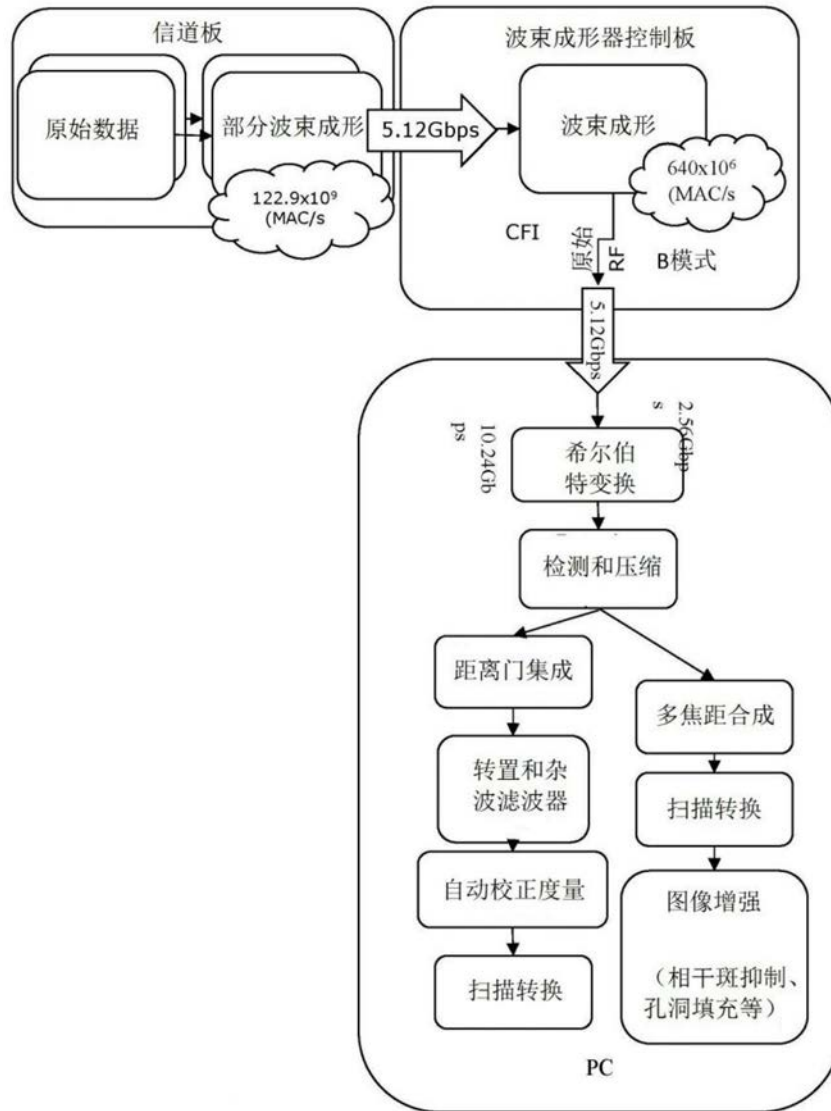 信道板
原始数据
部分波束成形
122.9x10⁹
(MAC/s
5.12Gbps
波束成形器控制板
波束成形
640x10⁶
(MAC/s
CFI
原始
RF
B模式
5.12Gbps
10.24Gb
ps
2.56Gbp
s
希尔伯
特变换
检测和压缩
距离门集成
转置和杂
波滤波器
自动校正度量
扫描转换
多焦距合成
扫描转换
图像增强
（相干斑抑制、
孔洞填充等）
PC